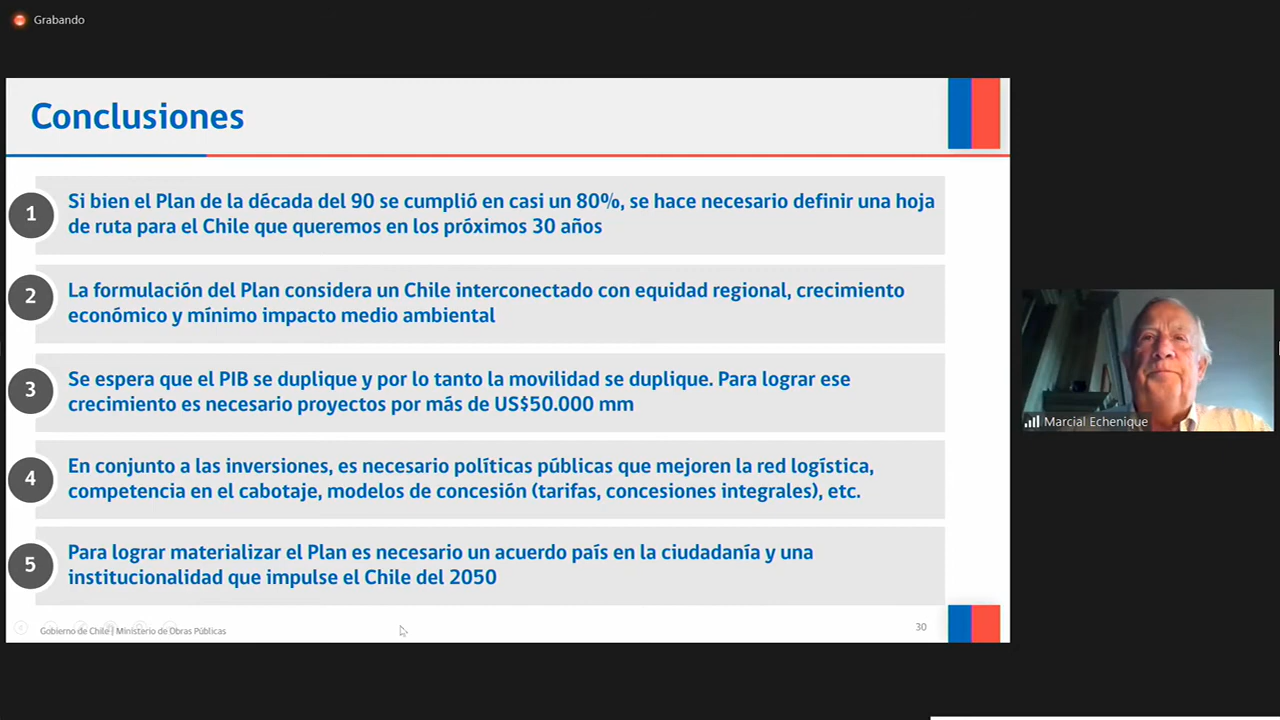 Grabando
Conclusiones
1
Si bien el Plan de la década del 90 se cumplió en casi un 80%, se hace necesario definir una hoja
de ruta para el Chile que queremos en los próximos 30 años
2
La formulación del Plan considera un Chile interconectado con equidad regional, crecimiento
económico y mínimo impacto medio ambiental
3
Se espera que el PIB se duplique y por lo tanto la movilidad se duplique. Para lograr ese
crecimiento es necesario proyectos por más de US$50.000 mm
4
En conjunto a las inversiones, es necesario políticas públicas que mejoren la red logística,
competencia en el cabotaje, modelos de concesión (tarifas, concesiones integrales), etc.
5
Para lograr materializar el Plan es necesario un acuerdo país en la ciudadanía y una
institucionalidad que impulse el Chile del 2050
Gobierno de Chile | Ministerio de Obras Públicas
30
Marcial Echenique